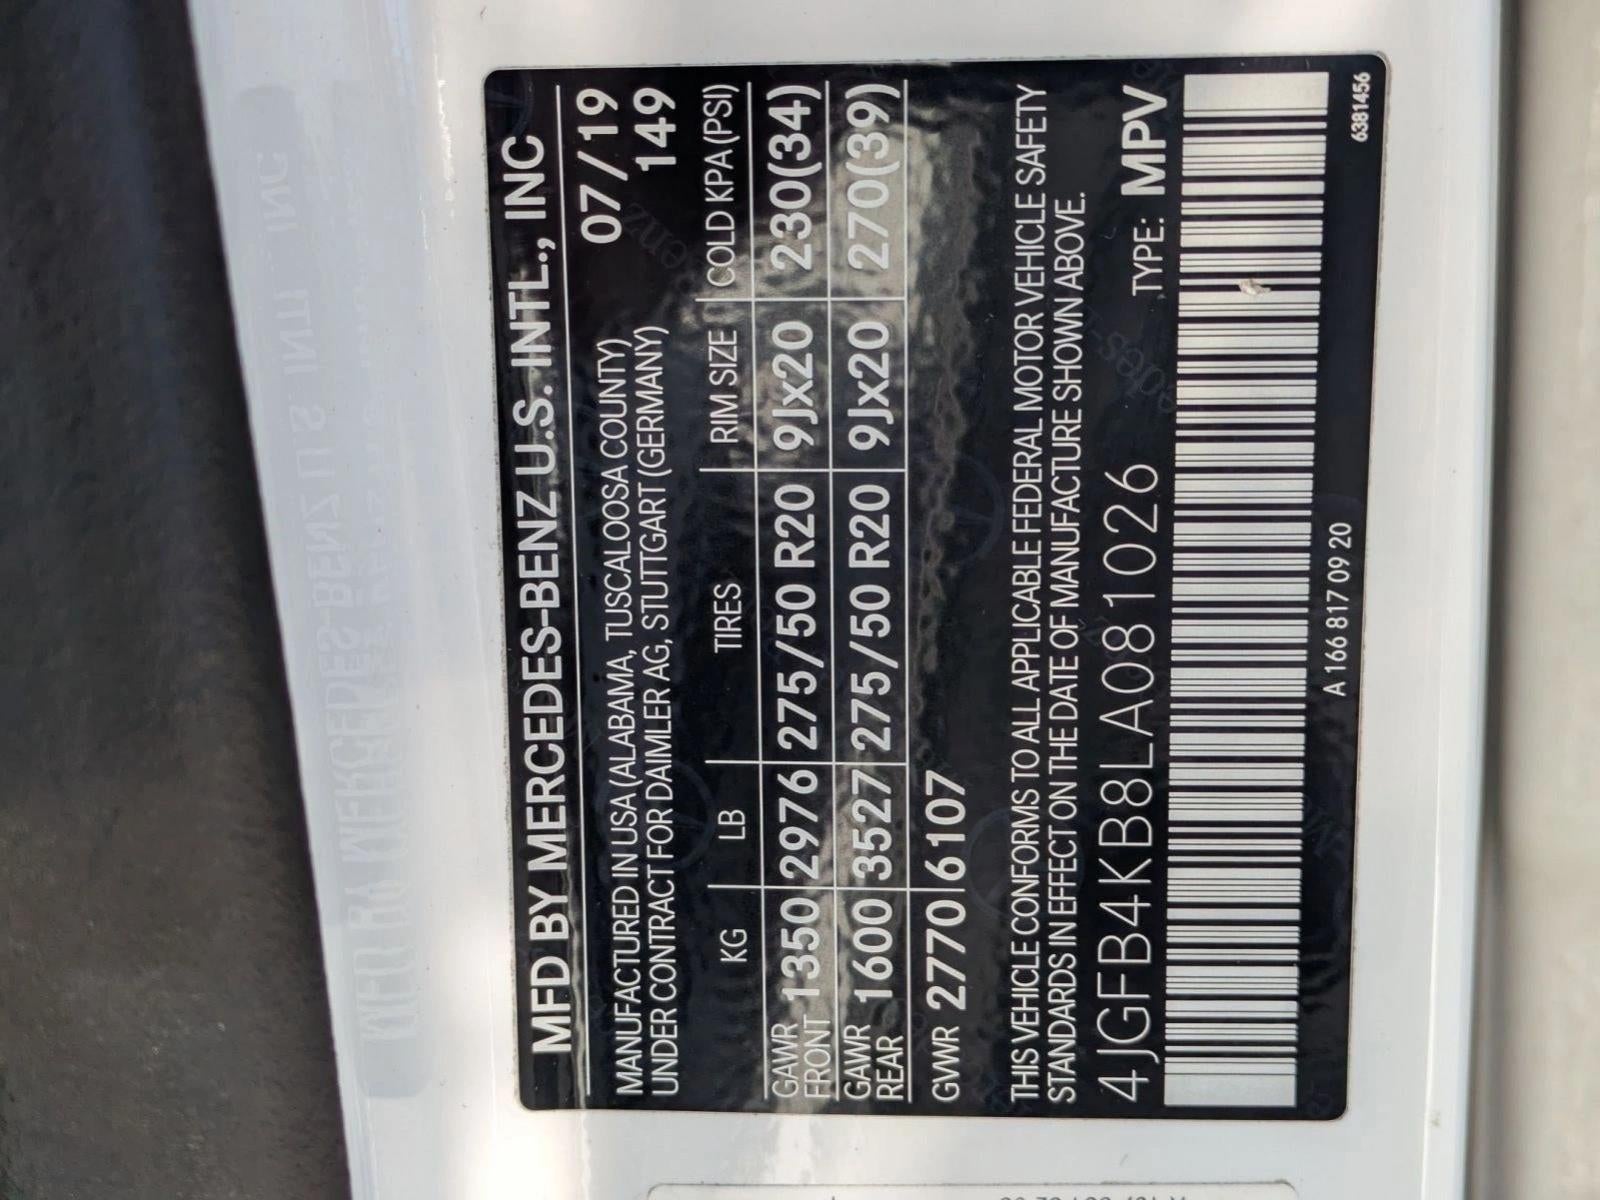 MFD BY MERCEDES-BENZ U.S. INTL., INC
07/19
MANUFACTURED IN USA (ALABAMA, TUSCALOOSA COUNTY)
UNDER CONTRACT FOR DAIMLER AG, STUTTGART (GERMANY)
149
KG LB TIRES RIM SIZE COLD KPA(PSI)
GAWR FRONT 1350 2976 275/50 R20 9Jx20 230(34)
GAWR REAR 1600 3527 275/50 R20 9Jx20 270(39)
GVWR 2770 6107
THIS VEHICLE CONFORMS TO ALL APPLICABLE FEDERAL MOTOR VEHICLE SAFETY
STANDARDS IN EFFECT ON THE DATE OF MANUFACTURE SHOWN ABOVE.
4JGFB4KB8LA081026 TYPE: MPV
A 166 817 09 20
6381456